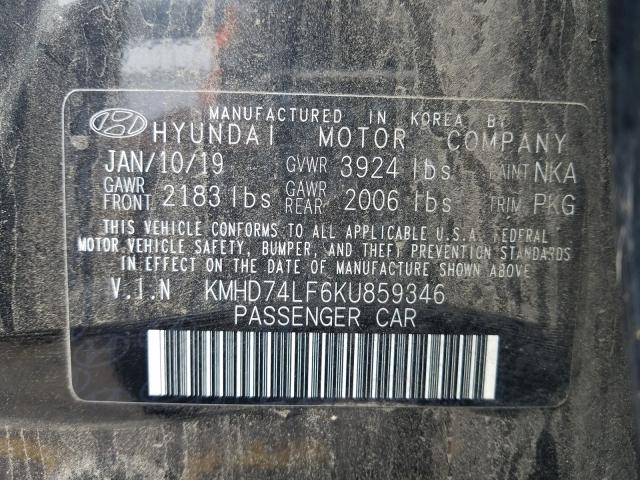 MANUFACTURED IN KOREA BY
HYUNDAI MOTOR COMPANY
JAN/10/19 GVWR 3924 lbs PAINT NKA
GAWR FRONT 2183 lbs GAWR REAR 2006 lbs TRIM PKG
THIS VEHICLE CONFORMS TO ALL APPLICABLE U.S.A. FEDERAL
MOTOR VEHICLE SAFETY, BUMPER, AND THEFT PREVENTION STANDARDS
IN EFFECT ON THE DATE OF MANUFACTURE SHOWN ABOVE.
V.I.N KMHD74LF6KU859346
PASSENGER CAR